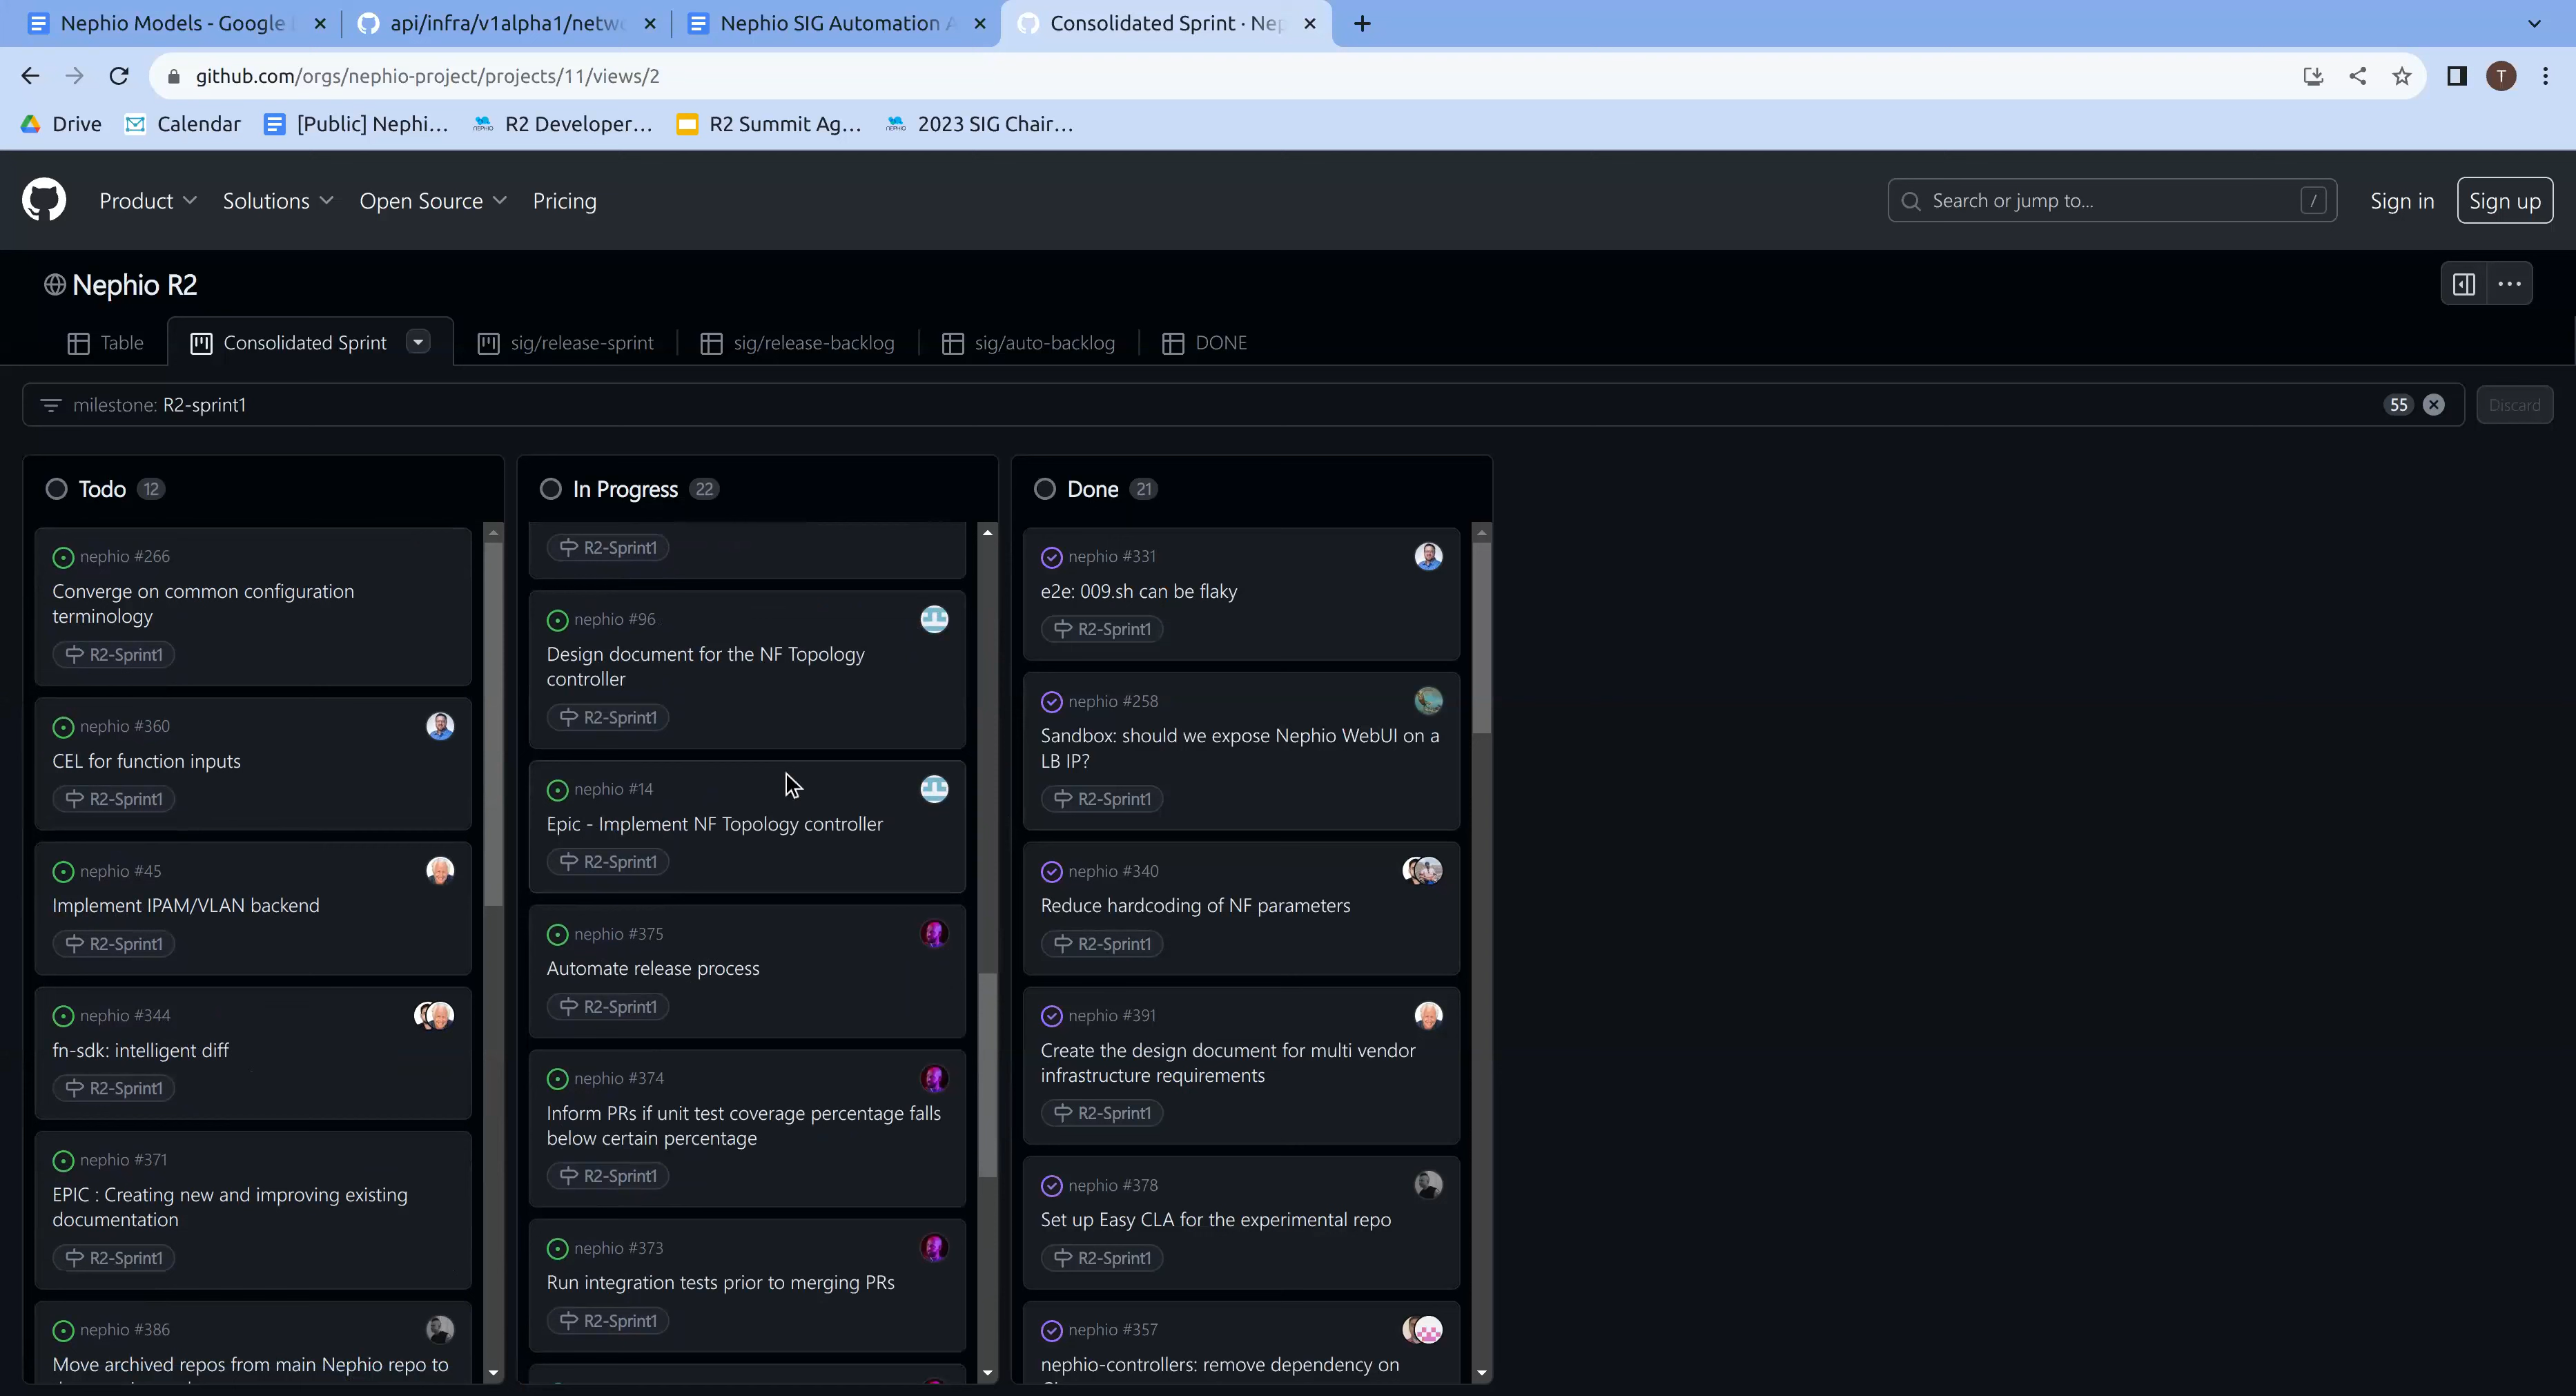 Nephio Models - Google
api/infra/v1alpha1/netw
Nephio SIG Automation A
Consolidated Sprint · Nep
github.com/orgs/nephio-project/projects/11/views/2
T
Drive
Calendar
[Public] Nephi...
R2 Developer...
R2 Summit Ag...
2023 SIG Chair...
Product
Solutions
Open Source
Pricing
Search or jump to...
/
Sign in
Sign up
Nephio R2
Table
Consolidated Sprint
sig/release-sprint
sig/release-backlog
sig/auto-backlog
DONE
milestone: R2-sprint1
55
Discard
Todo 12
nephio #266
Converge on common configuration
terminology
R2-Sprint1
nephio #360
CEL for function inputs
R2-Sprint1
nephio #45
Implement IPAM/VLAN backend
R2-Sprint1
nephio #344
fn-sdk: intelligent diff
R2-Sprint1
nephio #371
EPIC : Creating new and improving existing
documentation
R2-Sprint1
nephio #386
Move archived repos from main Nephio repo to
In Progress 22
R2-Sprint1
nephio #96
Design document for the NF Topology
controller
R2-Sprint1
nephio #14
Epic - Implement NF Topology controller
R2-Sprint1
nephio #375
Automate release process
R2-Sprint1
nephio #374
Inform PRs if unit test coverage percentage falls
below certain percentage
R2-Sprint1
nephio #373
Run integration tests prior to merging PRs
R2-Sprint1
Done 21
nephio #331
e2e: 009.sh can be flaky
R2-Sprint1
nephio #258
Sandbox: should we expose Nephio WebUI on a
LB IP?
R2-Sprint1
nephio #340
Reduce hardcoding of NF parameters
R2-Sprint1
nephio #391
Create the design document for multi vendor
infrastructure requirements
R2-Sprint1
nephio #378
Set up Easy CLA for the experimental repo
R2-Sprint1
nephio #357
nephio-controllers: remove dependency on